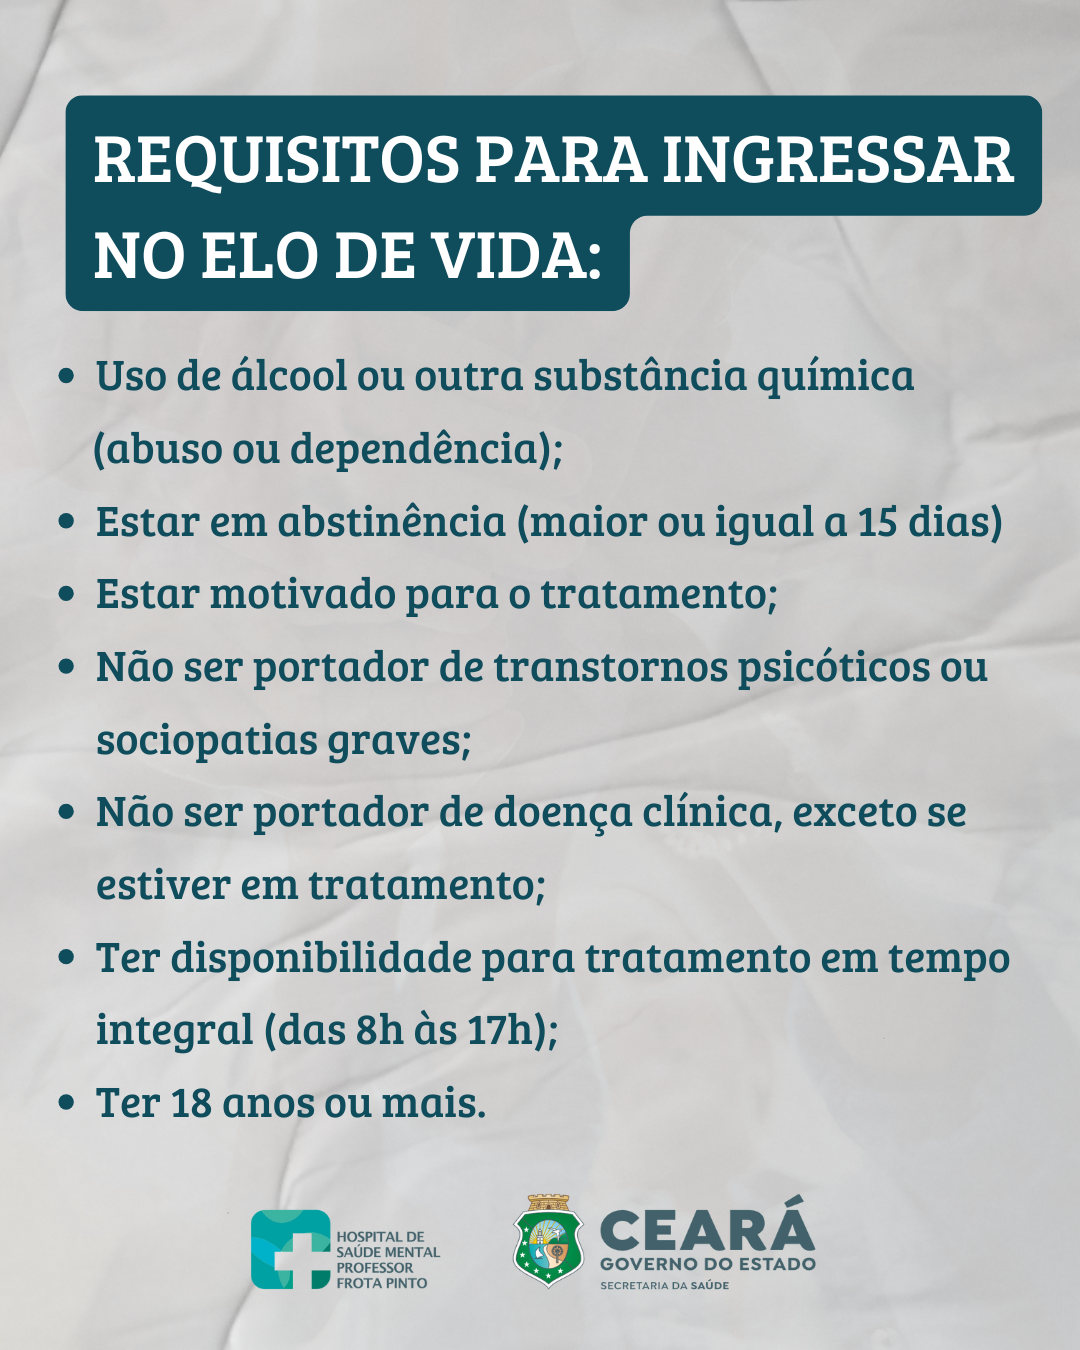 REQUISITOS PARA INGRESSAR
NO ELO DE VIDA:
• Uso de álcool ou outra substância química
(abuso ou dependência);
• Estar em abstinência (maior ou igual a 15 dias)
• Estar motivado para o tratamento;
• Não ser portador de transtornos psicóticos ou
sociopatias graves;
• Não ser portador de doença clínica, exceto se
estiver em tratamento;
• Ter disponibilidade para tratamento em tempo
integral (das 8h às 17h);
• Ter 18 anos ou mais.
HOSPITAL DE
SAÚDE MENTAL
PROFESSOR
FROTA PINTO
CEARÁ
GOVERNO DO ESTADO
SECRETARIA DA SAÚDE